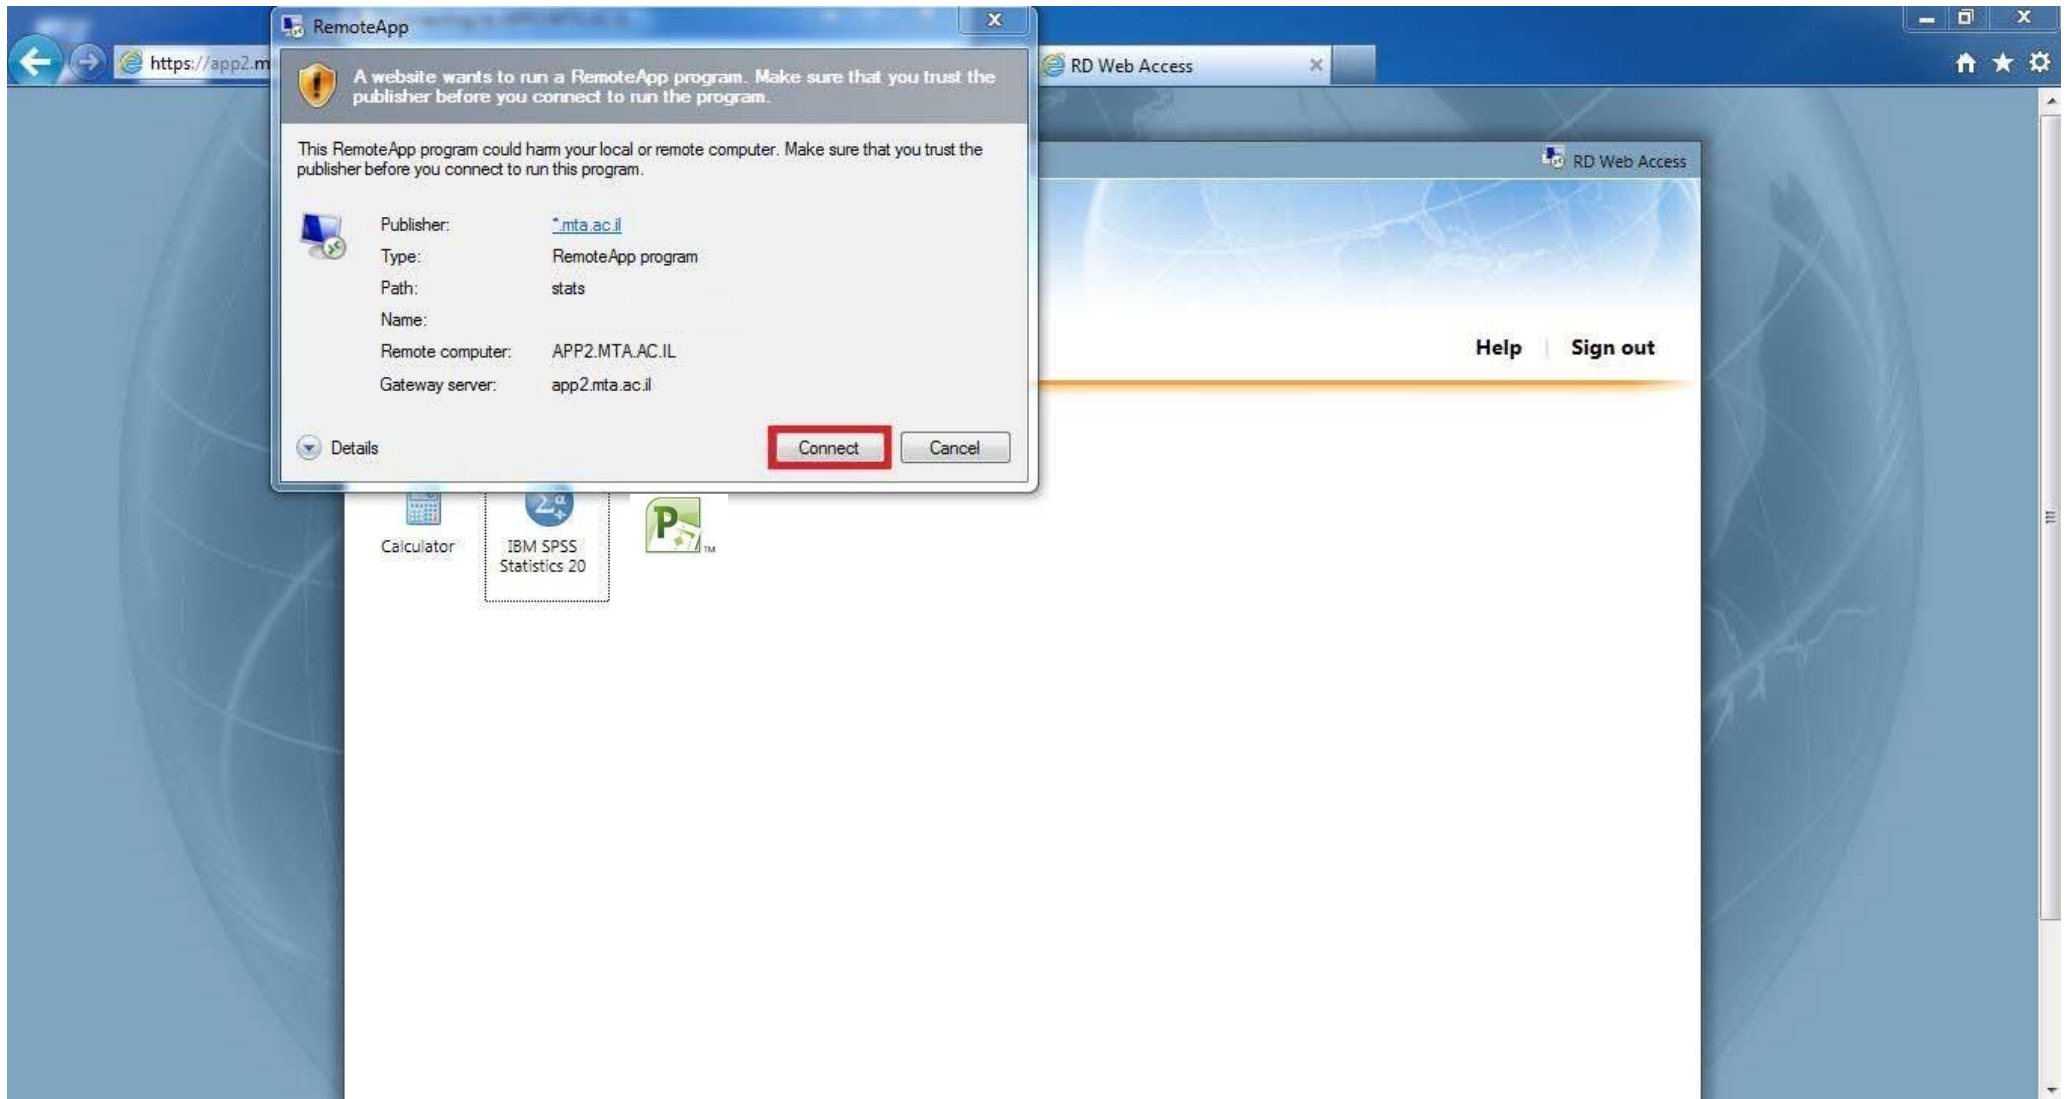 RemoteApp
https://app2.m
RD Web Access
A website wants to run a RemoteApp program. Make sure that you trust the
publisher before you connect to run the program.
This RemoteApp program could harm your local or remote computer. Make sure that you trust the
publisher before you connect to run this program.
Publisher: *.mta.ac.il
Type: RemoteApp program
Path: stats
Name:
Remote computer: APP2.MTA.AC.IL
Gateway server: app2.mta.ac.il
Details
Connect Cancel
RD Web Access
Help | Sign out
Calculator
IBM SPSS
Statistics 20
P
TM